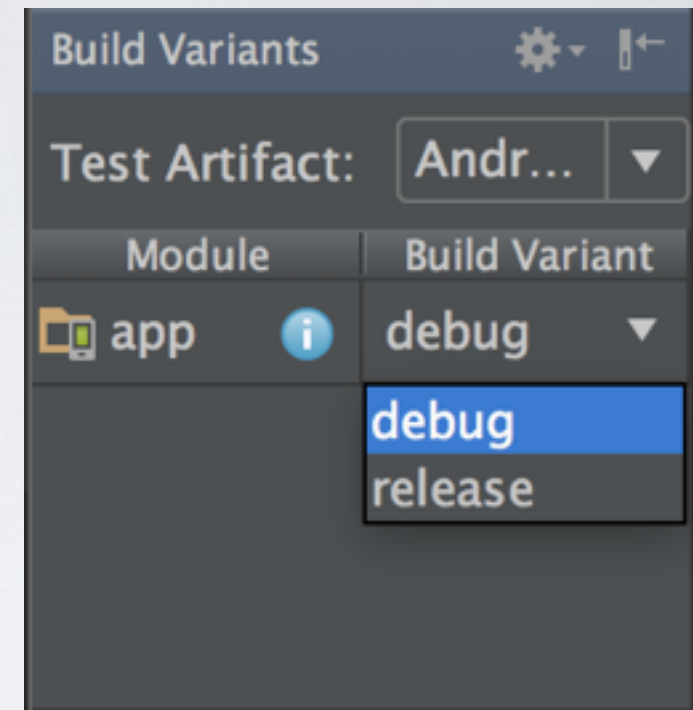 Build Variants
Test Artifact: Andr...
Module Build Variant
app debug
debug
release